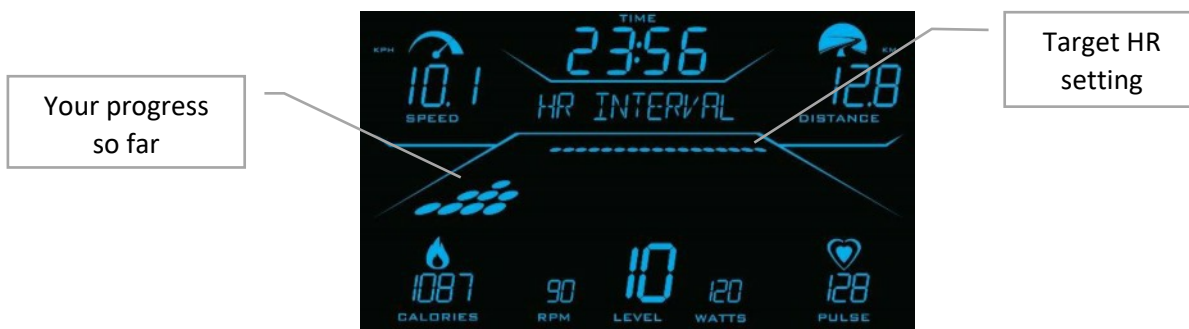 Your progress
so far
Target HR
setting
TIME
23:56
KPH
10.1
SPEED
HR INTERVAL
KM
12.8
DISTANCE
1087
CALORIES
90
RPM
10
LEVEL
120
WATTS
128
PULSE